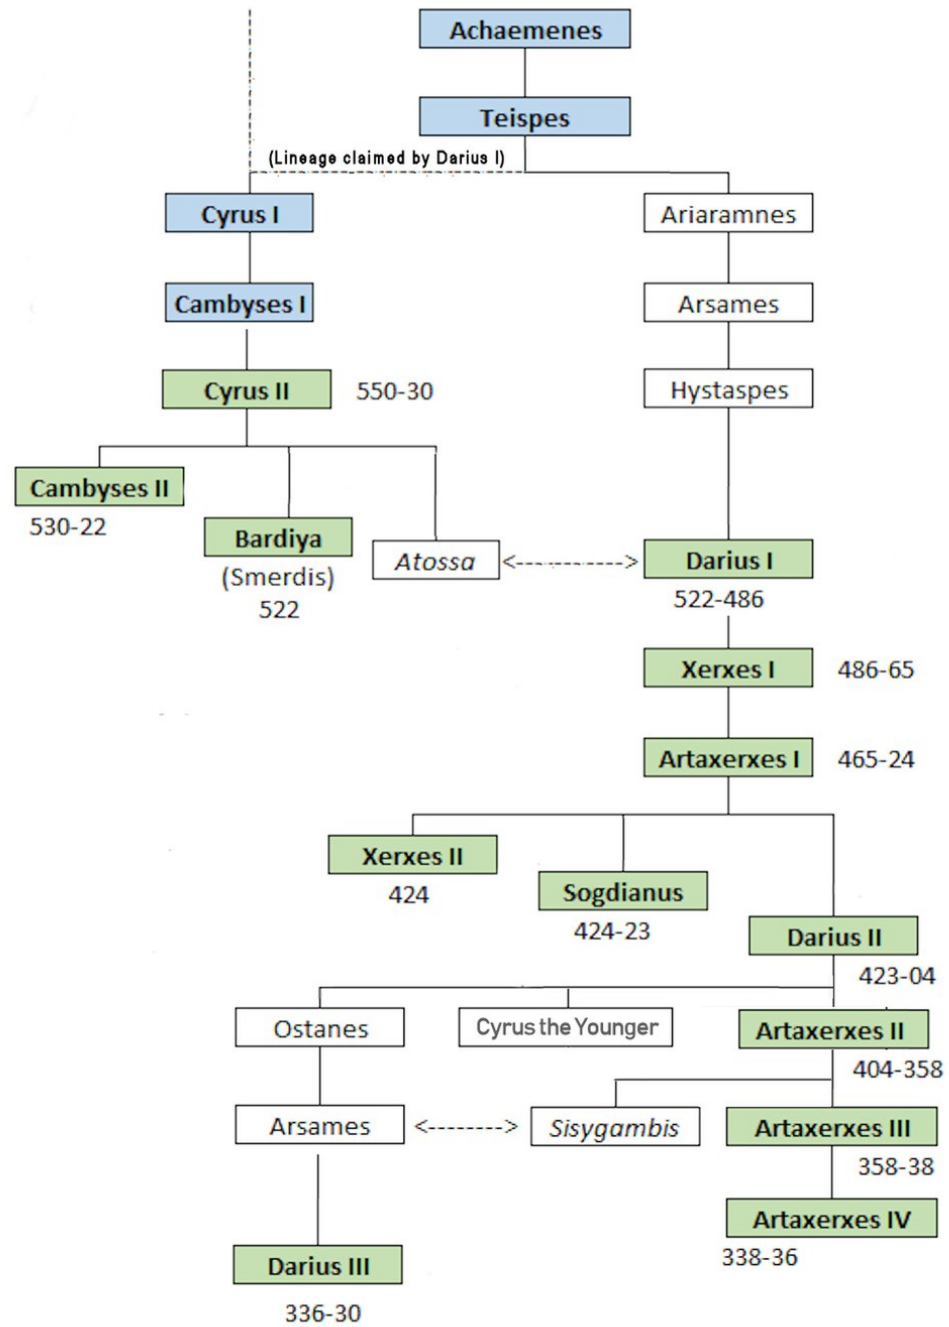 Achaemenes
Teispes
(Lineage claimed by Darius I)
Cyrus I
Ariaramnes
Cambyses I
Arsames
Cyrus II
550-30
Hystaspes
Cambyses II
530-22
Bardiya
(Smerdis)
522
Atossa
<-------------->
Darius I
522-486
Xerxes I
486-65
Artaxerxes I
465-24
Xerxes II
424
Sogdianus
424-23
Darius II
423-04
Ostanes
Cyrus the Younger
Artaxerxes II
404-358
Arsames
<-------->
Sisygambis
Artaxerxes III
358-38
Artaxerxes IV
338-36
Darius III
336-30